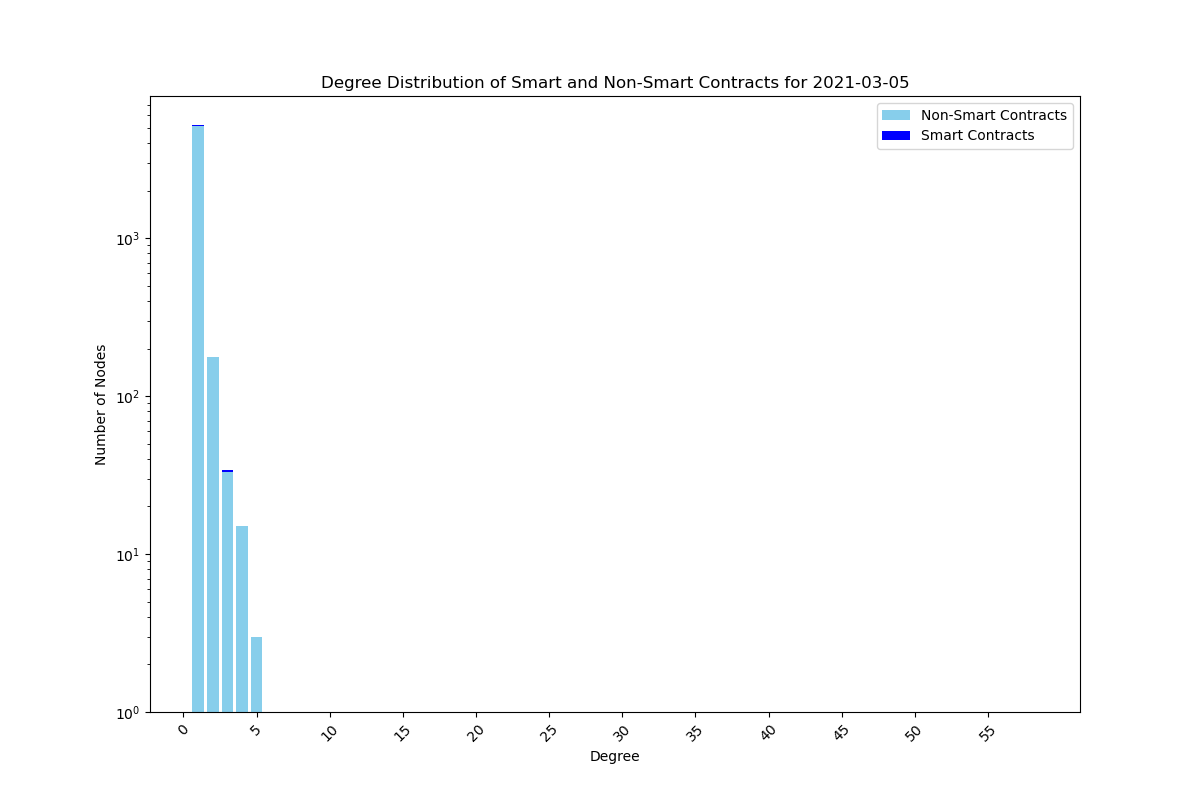 Degree Distribution of Smart and Non-Smart Contracts for 2021-03-05
Non-Smart Contracts
Smart Contracts
Number of Nodes
10³
10²
10¹
10⁰
0 5 10 15 20 25 30 35 40 45 50 55
Degree